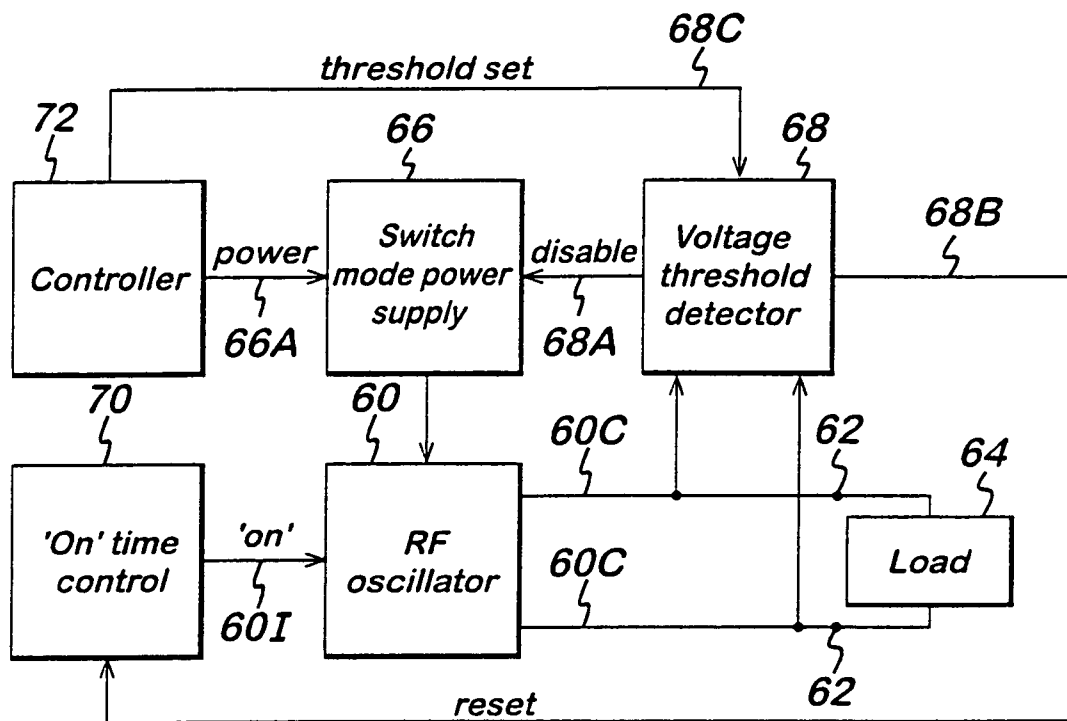 68C
threshold set
72
66
68
68B
Controller
power
Switch
mode power
supply
disable
Voltage
threshold
detector
66A
68A
70
60
60C
62
64
'On' time
control
'on'
RF
oscillator
Load
60C
60I
62
reset